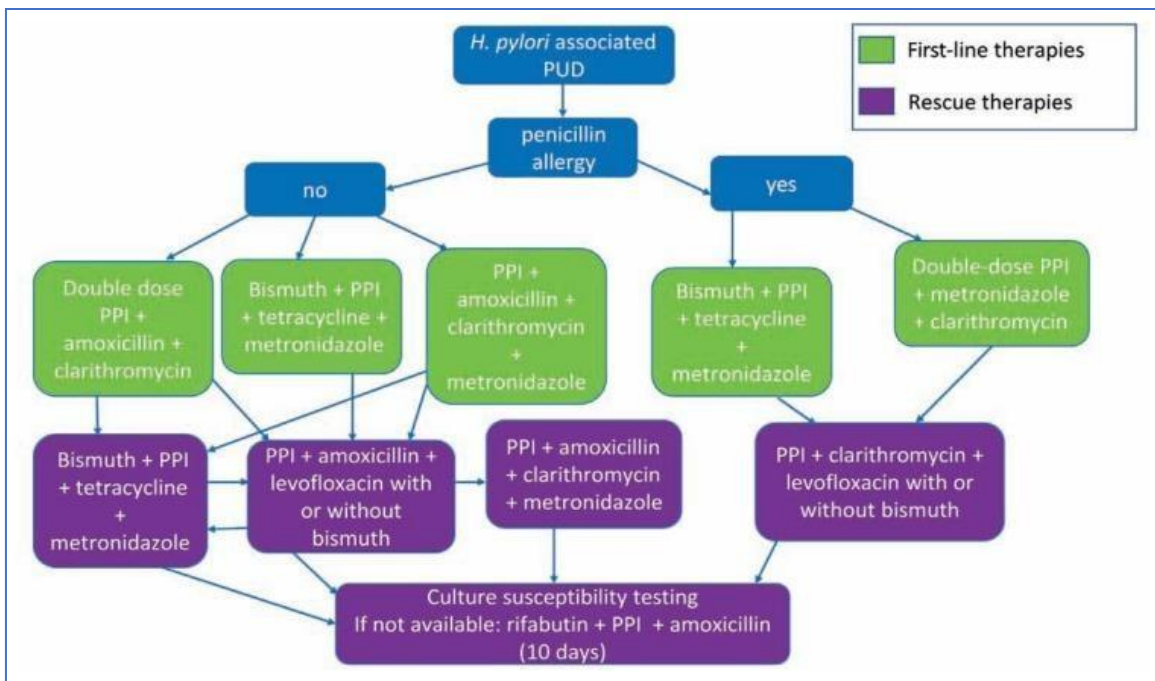 H. pylori associated
PUD
First-line therapies
Rescue therapies
penicillin
allergy
no
yes
Double dose
PPI +
amoxicillin +
clarithromycin
Bismuth + PPI
+ tetracycline +
metronidazole
PPI +
amoxicillin +
clarithromycin
+
metronidazole
Bismuth + PPI
+ tetracycline
+
metronidazole
Double-dose PPI
+ metronidazole
+ clarithromycin
Bismuth + PPI
+ tetracycline
+
metronidazole
PPI + amoxicillin +
levofloxacin with
or without
bismuth
PPI + amoxicillin
+ clarithromycin
+ metronidazole
PPI + clarithromycin +
levofloxacin with or
without bismuth
Culture susceptibility testing
If not available: rifabutin + PPI + amoxicillin
(10 days)